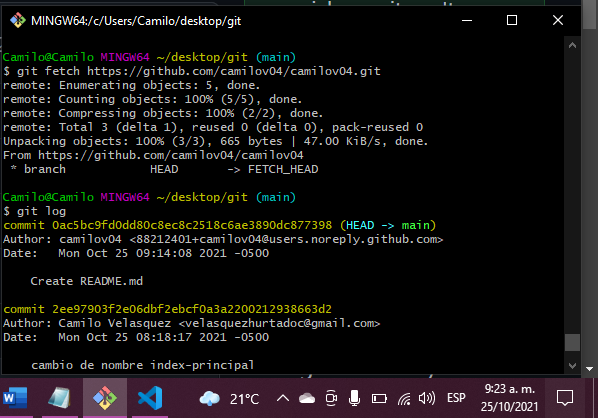 MINGW64:/c/Users/Camilo/desktop/git
Camilo@Camilo MINGW64 ~/desktop/git (main)
$ git fetch https://github.com/camilov04/camilov04.git
remote: Enumerating objects: 5, done.
remote: Counting objects: 100% (5/5), done.
remote: Compressing objects: 100% (2/2), done.
remote: Total 3 (delta 1), reused 0 (delta 0), pack-reused 0
Unpacking objects: 100% (3/3), 665 bytes | 47.00 KiB/s, done.
From https://github.com/camilov04/camilov04
 * branch            HEAD       -> FETCH_HEAD
Camilo@Camilo MINGW64 ~/desktop/git (main)
$ git log
commit 0ac5bc9fd0dd80c8ec8c2518c6ae3890dc877398 (HEAD -> main)
Author: camilov04 <88212401+camilov04@users.noreply.github.com>
Date:   Mon Oct 25 09:14:08 2021 -0500
    Create README.md
commit 2ee97903f2e06dbf2ebcf0a3a2200212938663d2
Author: Camilo Velasquez <velasquezhurtadoc@gmail.com>
Date:   Mon Oct 25 08:18:17 2021 -0500
    cambio de nombre index-principal
21°C ESP 9:23 a. m.
25/10/2021